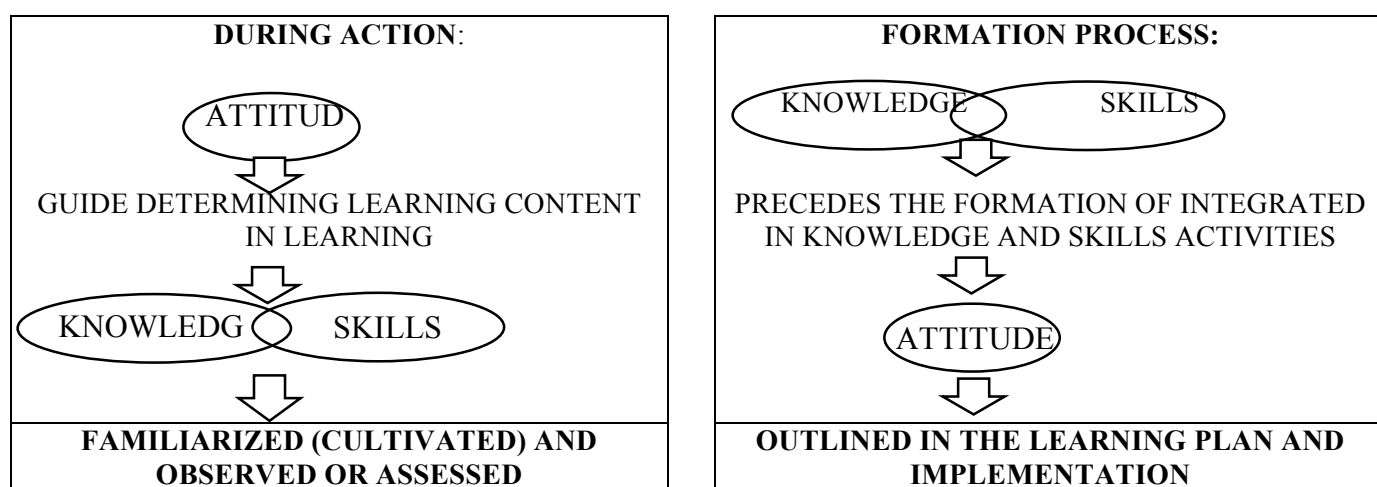 DURING ACTION:
ATTITUD
GUIDE DETERMINING LEARNING CONTENT
IN LEARNING
KNOWLEDG SKILLS
FAMILIARIZED (CULTIVATED) AND
OBSERVED OR ASSESSED
FORMATION PROCESS:
KNOWLEDGE SKILLS
PRECEDES THE FORMATION OF INTEGRATED
IN KNOWLEDGE AND SKILLS ACTIVITIES
ATTITUDE
OUTLINED IN THE LEARNING PLAN AND
IMPLEMENTATION